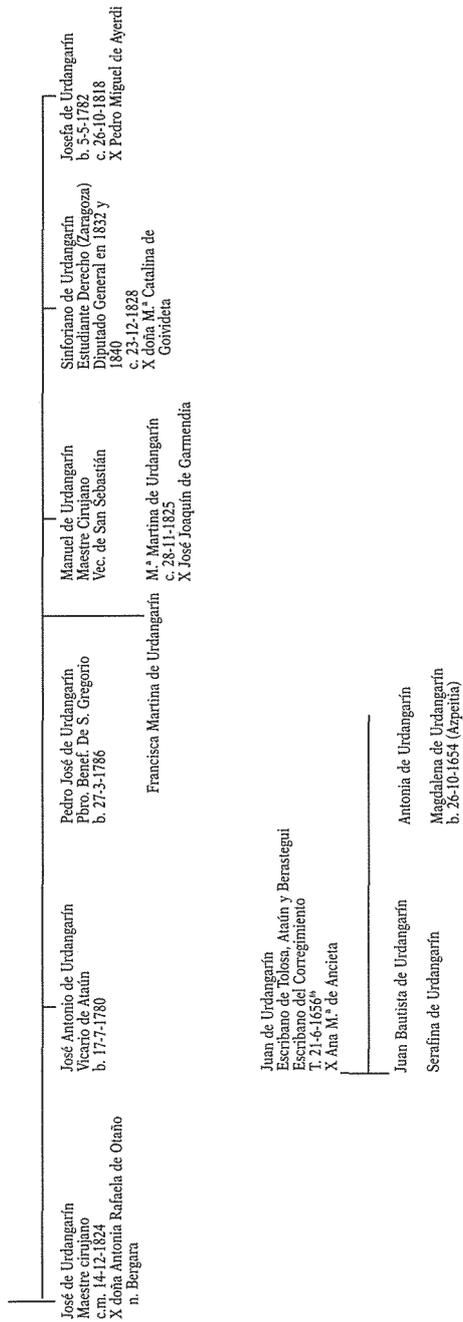 José de Urdangarín
Maestre cirujano
c.m. 14-12-1824
X doña Antonia Rafaela de Otaño
n. Bergara
José Antonio de Urdangarín
Vicario de Ataún
b. 17-7-1780
Pedro José de Urdangarín
Pbro. Benef. De S. Gregorio
b. 27-3-1786
Manuel de Urdangarín
Maestre Cirujano
Vec. de San Sebastián
Sinforiano de Urdangarín
Estudiante Derecho (Zaragoza)
Diputado General en 1832 y
1840
c. 23-12-1828
X doña M.ª Catalina de
Goivideta
Josefa de Urdangarín
b. 5-5-1782
c. 26-10-1818
X Pedro Miguel de Ayerdi
Francisca Martina de Urdangarín
M.ª Martina de Urdangarín
c. 28-11-1825
X José Joaquín de Garmendia
Juan de Urdangarín
Escribano de Tolosa, Ataún y Berastegui
Escribano del Corregimiento
T. 21-6-1656
X Ana M.ª de Ancieta
Juan Bautista de Urdangarín
Antonia de Urdangarín
Serafina de Urdangarín
Magdalena de Urdangarín
b. 26-10-1654 (Azpeitia)